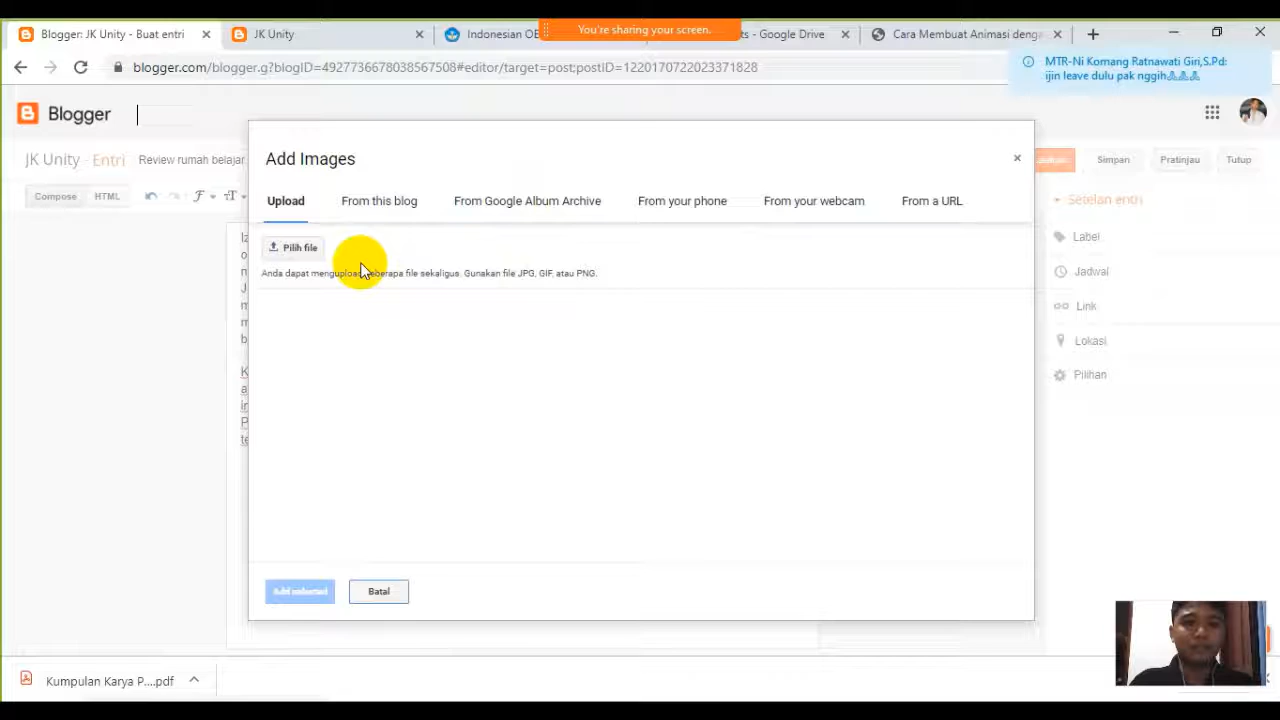 Blogger: JK Unity - Buat entri
JK Unity
Indonesian OE
You're sharing your screen.
ts - Google Drive
Cara Membuat Animasi denga
blogger.com/blogger.g?blogID=4927736678038567508#editor/target=post;postID=1220170722023371828
MTR-Ni Komang Ratnawati Giri,S.Pd:
ijin leave dulu pak nggih🙏🙏🙏
Blogger
JK Unity
Entri
Review rumah belajar
Simpan
Pratinjau
Tutup
Compose
HTML
Add Images
Upload
From this blog
From Google Album Archive
From your phone
From your webcam
From a URL
Pilih file
Anda dapat mengupload beberapa file sekaligus. Gunakan file JPG, GIF, atau PNG.
Setelan entri
Label
Jadwal
Link
Lokasi
Pilihan
Add selected
Batal
Kumpulan Karya P....pdf